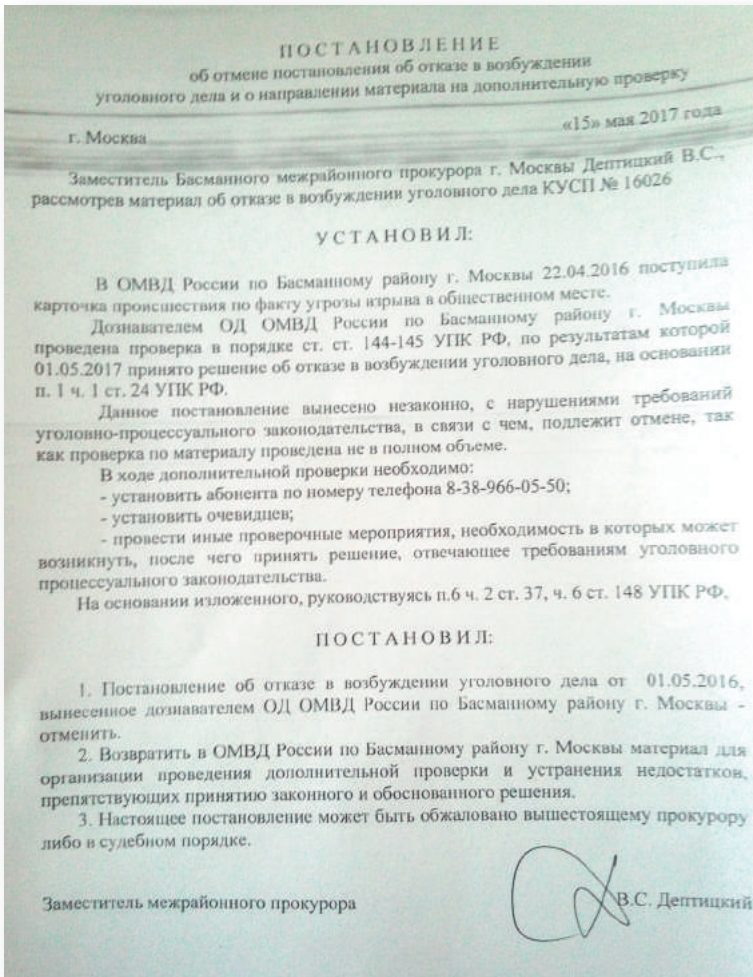 П О С Т А Н О В Л Е Н И Е
об отмене постановления об отказе в возбуждении
уголовного дела и о направлении материала на дополнительную проверку
г. Москва
«15» мая 2017 года
Заместитель Басманного межрайонного прокурора г. Москвы Дептицкий В.С.,
рассмотрев материал об отказе в возбуждении уголовного дела КУСП № 16026
У С Т А Н О В И Л:
В ОМВД России по Басманному району г. Москвы 22.04.2016 поступила
карточка происшествия по факту угрозы взрыва в общественном месте.
Дознавателем ОД ОМВД России по Басманному району г. Москвы
проведена проверка в порядке ст. ст. 144-145 УПК РФ, по результатам которой
01.05.2017 принято решение об отказе в возбуждении уголовного дела, на основании
п. 1 ч. 1 ст. 24 УПК РФ.
Данное постановление вынесено незаконно, с нарушениями требований
уголовно-процессуального законодательства, в связи с чем, подлежит отмене, так
как проверка по материалу проведена не в полном объеме.
В ходе дополнительной проверки необходимо:
- установить абонента по номеру телефона 8-38-966-05-50;
- установить очевидцев;
- провести иные проверочные мероприятия, необходимость в которых может
возникнуть, после чего принять решение, отвечающее требованиям уголовного
процессуального законодательства.
На основании изложенного, руководствуясь п.6 ч. 2 ст. 37, ч. 6 ст. 148 УПК РФ,
П О С Т А Н О В И Л:
1. Постановление об отказе в возбуждении уголовного дела от 01.05.2016,
вынесенное дознавателем ОД ОМВД России по Басманному району г. Москвы -
отменить.
2. Возвратить в ОМВД России по Басманному району г. Москвы материал для
организации проведения дополнительной проверки и устранения недостатков,
препятствующих принятию законного и обоснованного решения.
3. Настоящее постановление может быть обжаловано вышестоящему прокурору
либо в судебном порядке.
Заместитель межрайонного прокурора
В.С. Дептицкий